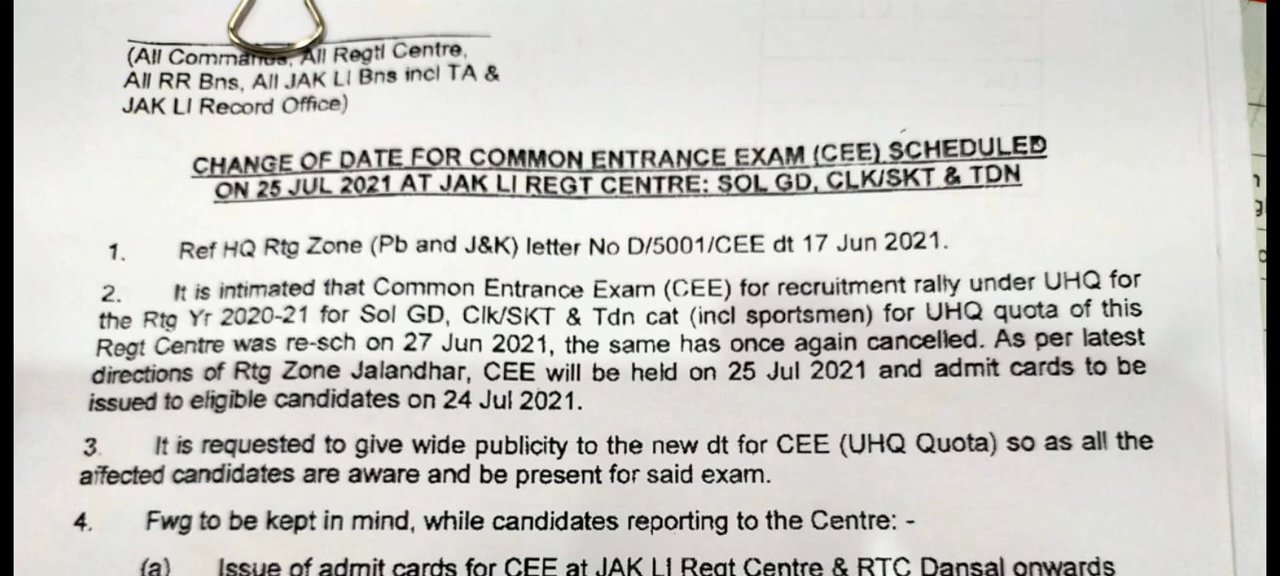 (All Commands, All Regtl Centre,
All RR Bns, All JAK LI Bns incl TA &
JAK LI Record Office)
CHANGE OF DATE FOR COMMON ENTRANCE EXAM (CEE) SCHEDULED
ON 25 JUL 2021 AT JAK LI REGT CENTRE: SOL GD, CLK/SKT & TDN
1. Ref HQ Rtg Zone (Pb and J&K) letter No D/5001/CEE dt 17 Jun 2021.
2. It is intimated that Common Entrance Exam (CEE) for recruitment rally under UHQ for
the Rtg Yr 2020-21 for Sol GD, Clk/SKT & Tdn cat (incl sportsmen) for UHQ quota of this
Regt Centre was re-sch on 27 Jun 2021, the same has once again cancelled. As per latest
directions of Rtg Zone Jalandhar, CEE will be held on 25 Jul 2021 and admit cards to be
issued to eligible candidates on 24 Jul 2021.
3. It is requested to give wide publicity to the new dt for CEE (UHQ Quota) so as all the
affected candidates are aware and be present for said exam.
4. Fwg to be kept in mind, while candidates reporting to the Centre: -
(a) Issue of admit cards for CEE at JAK LI Regt Centre & RTC Dansal onwards